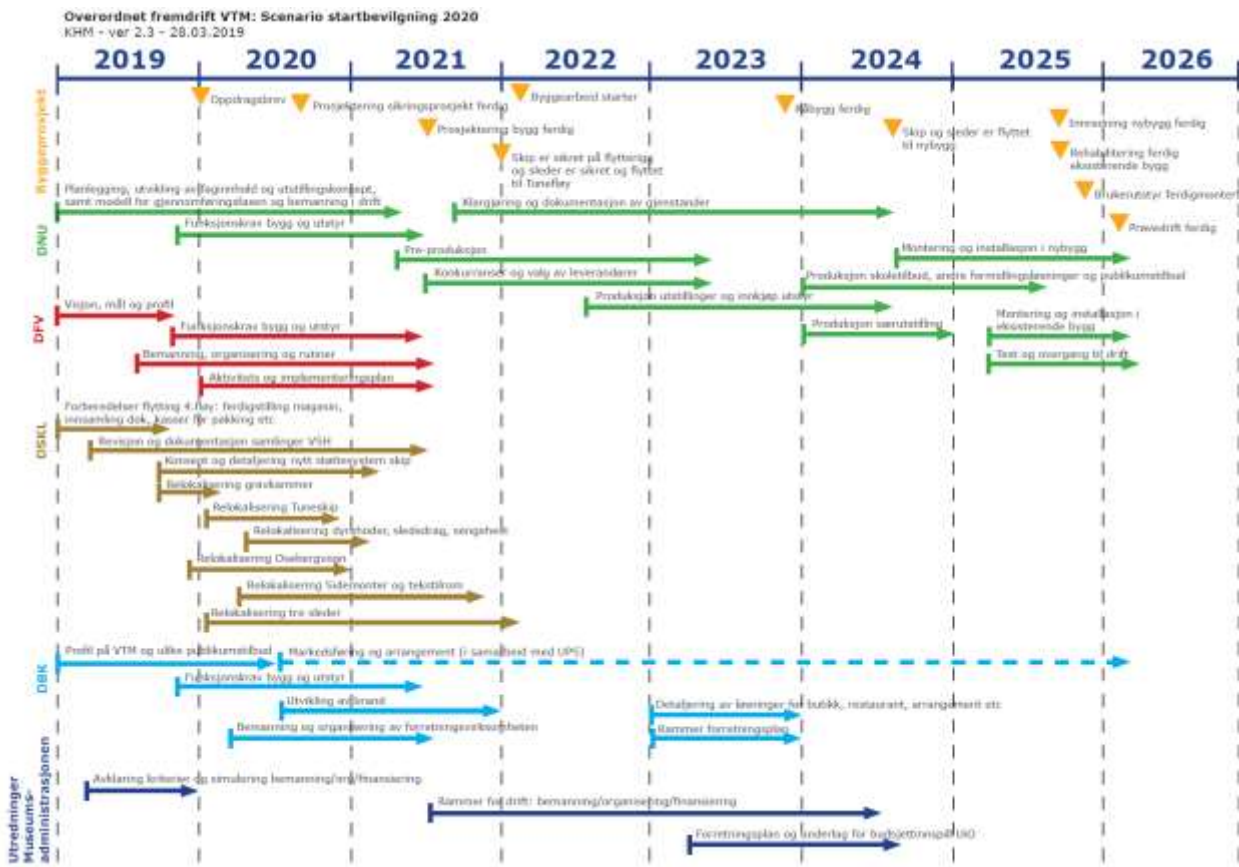 Overordnet fremdrift VTM: Scenario startbevilgning 2020
KHM - ver 2.3 - 28.03.2019
2019 2020 2021 2022 2023 2024 2025 2026
Byggeprosjekt
Oppdragsbrev
Prosjektering sikringsprosjekt ferdig
Prosjektering bygg ferdig
Skip er sikret på flytterigg
og sleder er sikret og flyttet
til Tunefløy
Byggearbeid starter
Råbygg ferdig
Skip og sleder er flyttet
til nybygg
Innredning nybygg ferdig
Rehabilitering ferdig
eksisterende bygg
Brukerutstyr ferdigmontert
Prøvedrift ferdig
DNU
Planlegging, utvikling av faginnhold og utstillingskonsept,
samt modell for gjennomføringsfasen og bemanning i drift
Klargjøring og dokumentasjon av gjenstander
Funksjonskrav bygg og utstyr
Pre-produksjon
Montering og installasjon i nybygg
Konkurranser og valg av leverandører
Produksjon skoletilbud, andre formidlingsløsninger og publikumstilbud
Produksjon utstillinger og innkjøp utstyr
Produksjon særutstilling
Montering og installasjon i
eksisterende bygg
Test og overgang til drift
DFV
Visjon, mål og profil
Funksjonskrav bygg og utstyr
Bemanning, organisering og rutiner
Aktivitets og implementeringsplan
DSKL
Forberedelser flytting 4.fløy: ferdigstilling magasin,
innsamling dok, kasser for pakking etc.
Revisjon og dokumentasjon samlinger VSH
Konsept og detaljering nytt støttesystem skip
Relokalisering gravkammer
Relokalisering Tuneskip
Relokalisering dyrehoder, slededrag, sengehest
Relokalisering Osebergvogn
Relokalisering Sidemonter og tekstilrom
Relokalisering tre sleder
DBK
Profil på VTM og ulike publikumstilbud
Markedsføring og arrangement (i samarbeid med UPS)
Funksjonskrav bygg og utstyr
Utvikling av brand
Detaljering av løsninger for butikk, restaurant, arrangement etc
Bemanning og organisering av forretningsvirksomheten
Rammer forretningsplan
Utredninger
Museums-
administrasjonen
Avklaring kriterier og simulering bemanning/org/finansiering
Rammer for drift: bemanning/organisering/finansiering
Forretningsplan og underlag for budsjettinnspill UiO